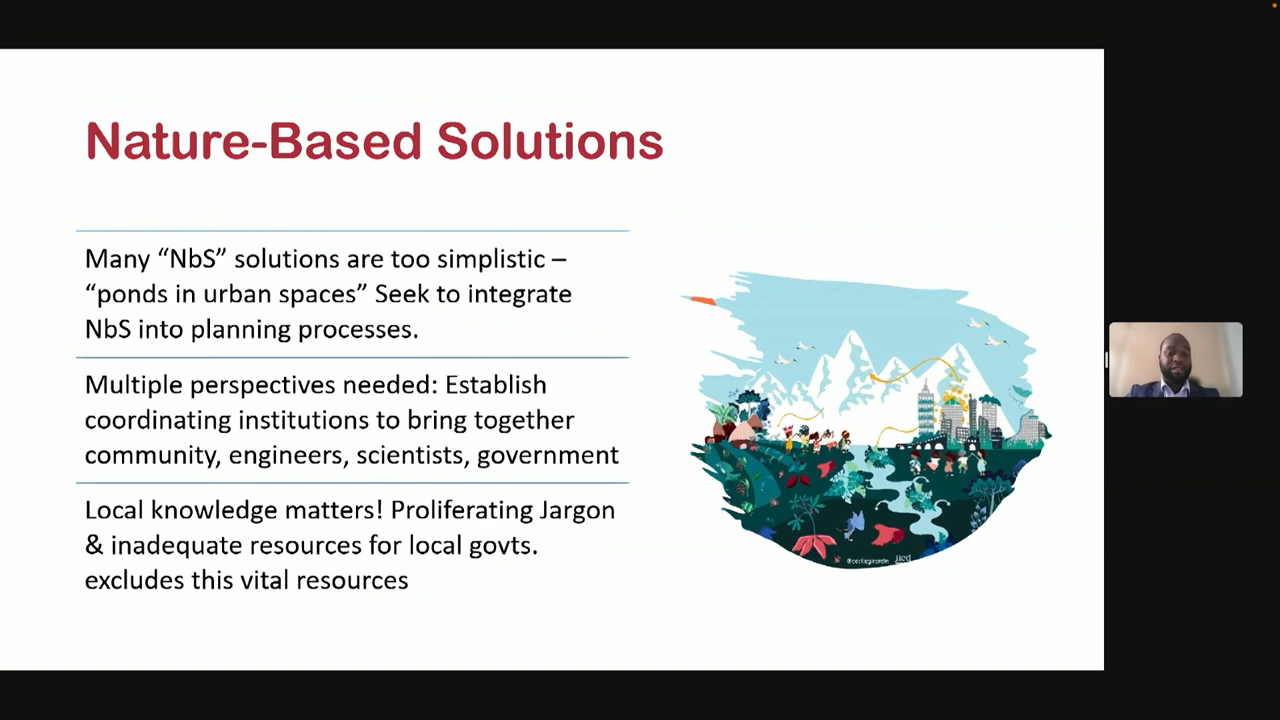 Nature-Based Solutions
Many “NbS” solutions are too simplistic –
“ponds in urban spaces” Seek to integrate
NbS into planning processes.
Multiple perspectives needed: Establish
coordinating institutions to bring together
community, engineers, scientists, government
Local knowledge matters! Proliferating Jargon
& inadequate resources for local govts.
excludes this vital resources